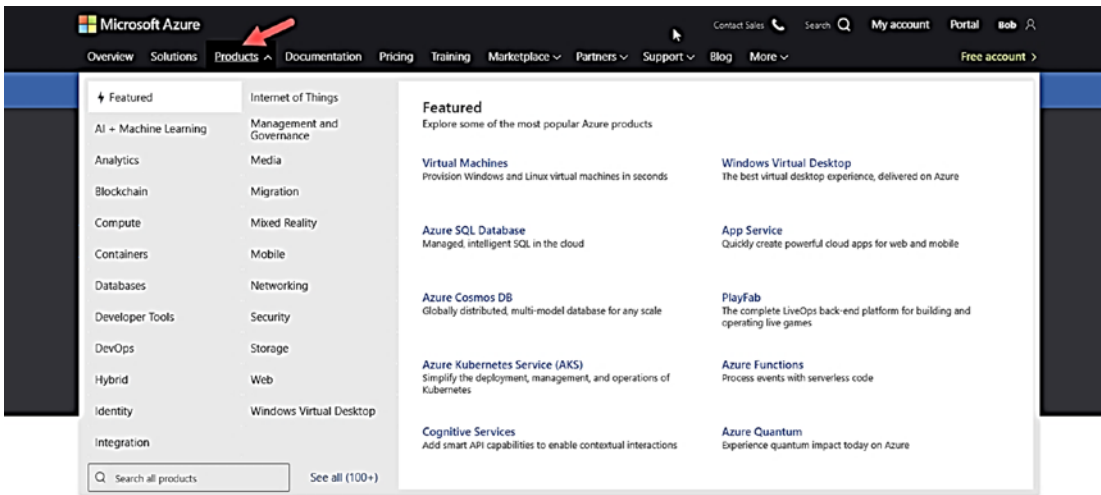 Microsoft Azure
Contact Sales
Search
My account
Portal
Bob
Overview
Solutions
Products
Documentation
Pricing
Training
Marketplace
Partners
Support
Blog
More
Free account >
Featured
AI + Machine Learning
Analytics
Blockchain
Compute
Containers
Databases
Developer Tools
DevOps
Hybrid
Identity
Integration
Search all products
Internet of Things
Management and
Governance
Media
Migration
Mixed Reality
Mobile
Networking
Security
Storage
Web
Windows Virtual Desktop
See all (100+)
Featured
Explore some of the most popular Azure products
Virtual Machines
Provision Windows and Linux virtual machines in seconds
Windows Virtual Desktop
The best virtual desktop experience, delivered on Azure
Azure SQL Database
Managed, intelligent SQL in the cloud
App Service
Quickly create powerful cloud apps for web and mobile
Azure Cosmos DB
Globally distributed, multi-model database for any scale
PlayFab
The complete LiveOps back-end platform for building and
operating live games
Azure Kubernetes Service (AKS)
Simplify the deployment, management, and operations of
Kubernetes
Azure Functions
Process events with serverless code
Cognitive Services
Add smart API capabilities to enable contextual interactions
Azure Quantum
Experience quantum impact today on Azure